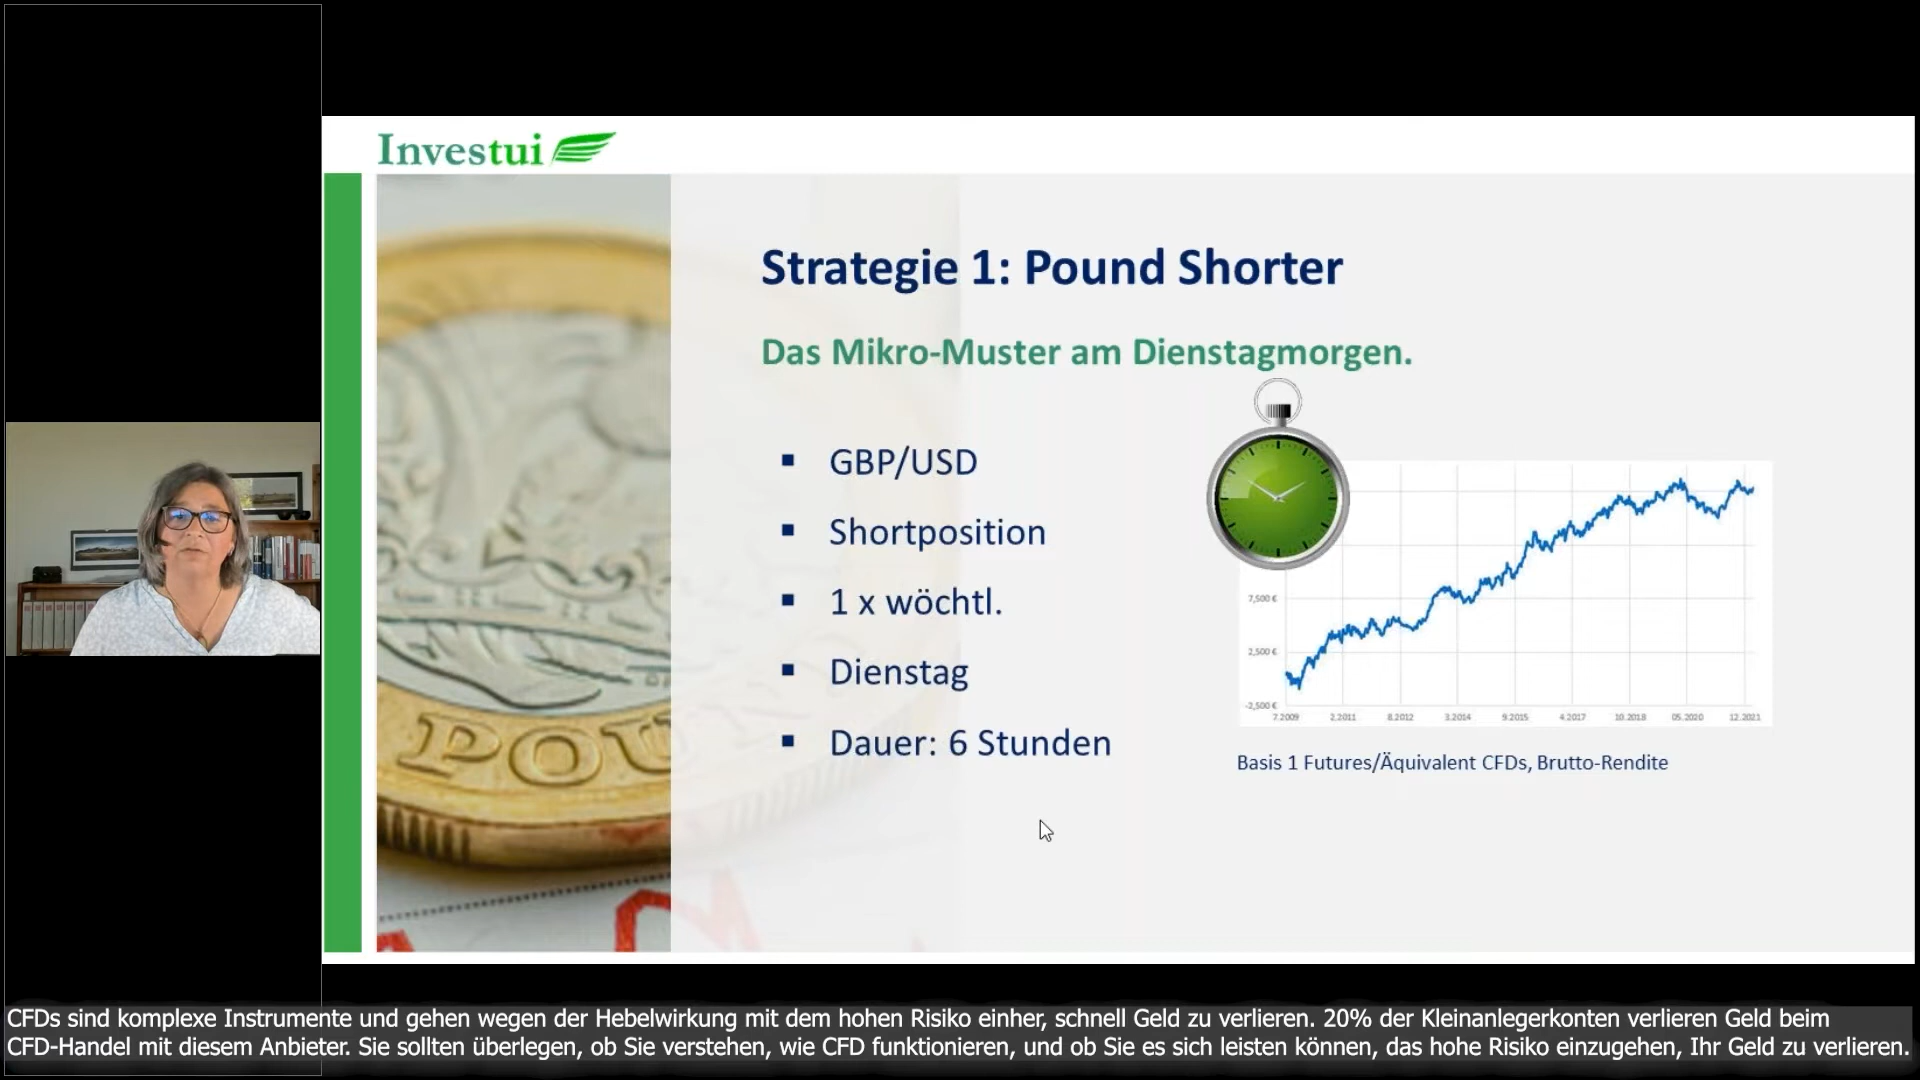 Investui
Strategie 1: Pound Shorter
Das Mikro-Muster am Dienstagmorgen.
▪ GBP/USD
▪ Shortposition
▪ 1 x wöchtl.
▪ Dienstag
▪ Dauer: 6 Stunden
POU
7,500 €
2,500 €
-2,500 €
7.2009 2,2011 8.2012 3.2014 9.2015 4.2017 10.2018 05.2020 12.2021
Basis 1 Futures/Äquivalent CFDs, Brutto-Rendite
CFDs sind komplexe Instrumente und gehen wegen der Hebelwirkung mit dem hohen Risiko einher, schnell Geld zu verlieren. 20% der Kleinanlegerkonten verlieren Geld beim
CFD-Handel mit diesem Anbieter. Sie sollten überlegen, ob Sie verstehen, wie CFD funktionieren, und ob Sie es sich leisten können, das hohe Risiko einzugehen, Ihr Geld zu verlieren.